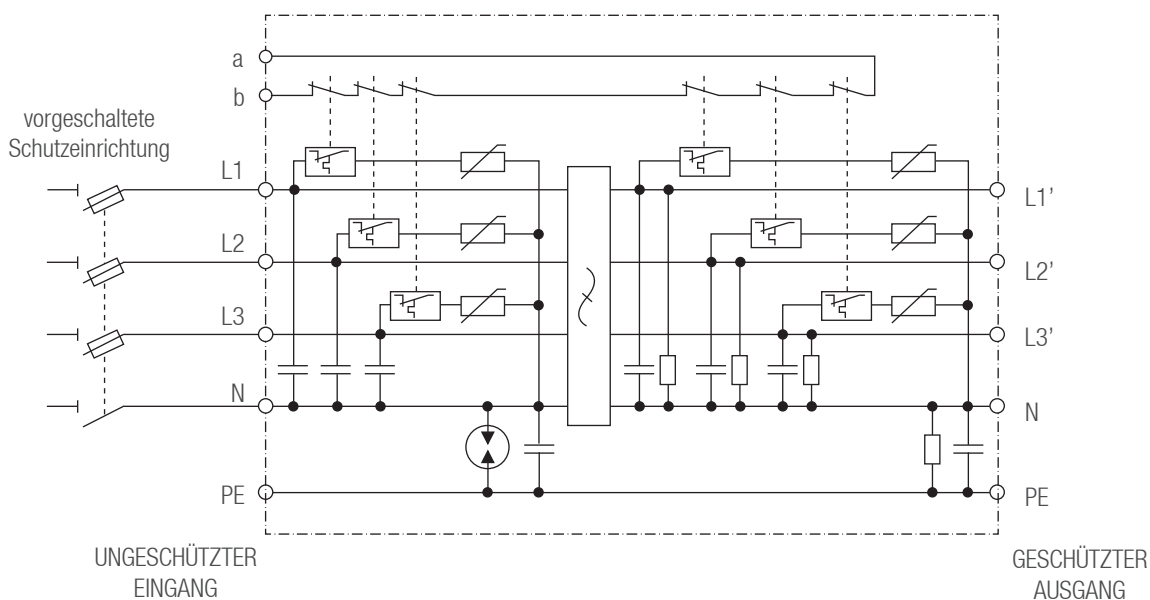 a
b
vorgeschaltete
Schutzeinrichtung
L1
L1’
L2
L2’
L3
L3’
N
N
PE
PE
UNGESCHÜTZTER
EINGANG
GESCHÜTZTER
AUSGANG